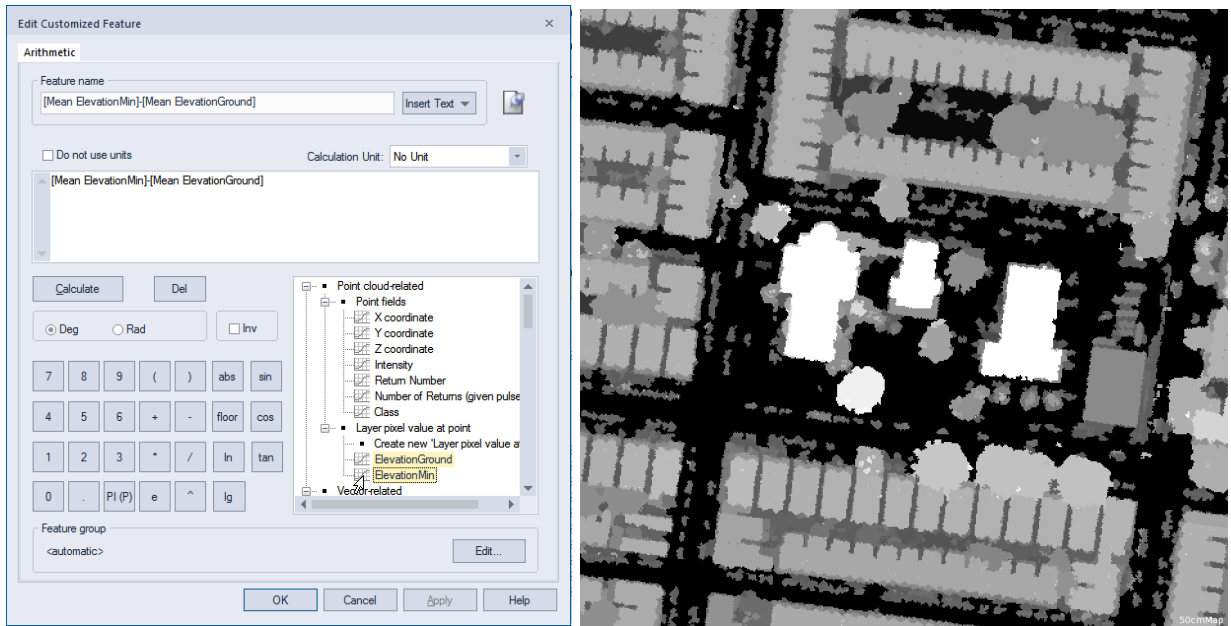 Edit Customized Feature
Arithmetic
Feature name
[Mean ElevationMin]-[Mean ElevationGround]
Insert Text
Do not use units
Calculation Unit:
No Unit
[Mean ElevationMin]-[Mean ElevationGround]
Calculate
Del
Deg
Rad
Inv
7
8
9
(
)
abs
sin
4
5
6
+
-
floor
cos
1
2
3
*
/
ln
tan
0
.
PI (P)
e
^
lg
Point cloud-related
Point fields
X coordinate
Y coordinate
Z coordinate
Intensity
Return Number
Number of Returns (given pulse
Class
Layer pixel value at point
Create new 'Layer pixel value a
ElevationGround
ElevationMin
Vector-related
Feature group
<automatic>
Edit...
OK
Cancel
Apply
Help
50cmMap